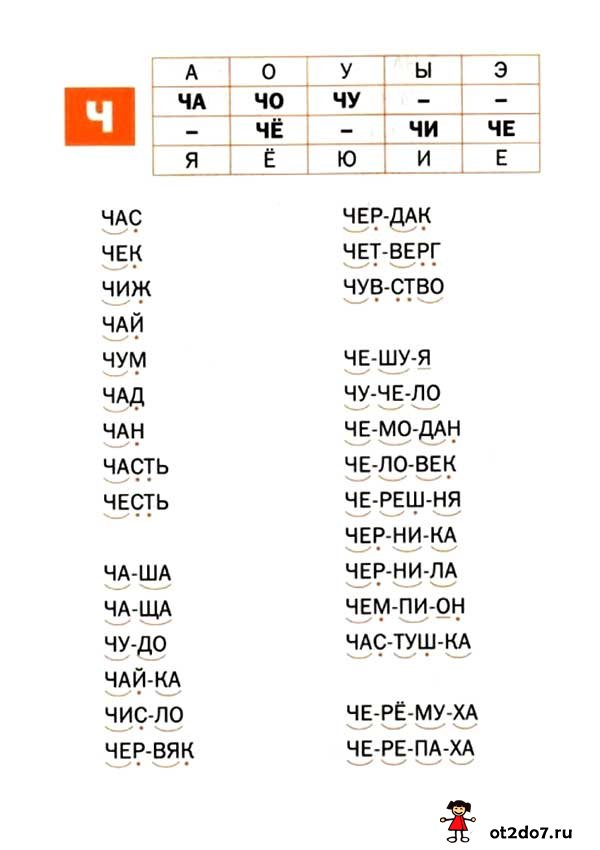 Ч
А О У Ы Э
ЧА ЧО ЧУ – –
– ЧЁ – ЧИ ЧЕ
Я Ё Ю И Е
ЧАС
ЧЕК
ЧИЖ
ЧАЙ
ЧУМ
ЧАД
ЧАН
ЧАСТЬ
ЧЕСТЬ
ЧА-ША
ЧА-ЩА
ЧУ-ДО
ЧАЙ-КА
ЧИС-ЛО
ЧЕР-ВЯК
ЧЕР-ДАК
ЧЕТ-ВЕРГ
ЧУВ-СТВО
ЧЕ-ШУ-Я
ЧУ-ЧЕ-ЛО
ЧЕ-МО-ДАН
ЧЕ-ЛО-ВЕК
ЧЕ-РЕШ-НЯ
ЧЕР-НИ-КА
ЧЕР-НИ-ЛА
ЧЕМ-ПИ-ОН
ЧАС-ТУШ-КА
ЧЕ-РЁ-МУ-ХА
ЧЕ-РЕ-ПА-ХА
ot2do7.ru